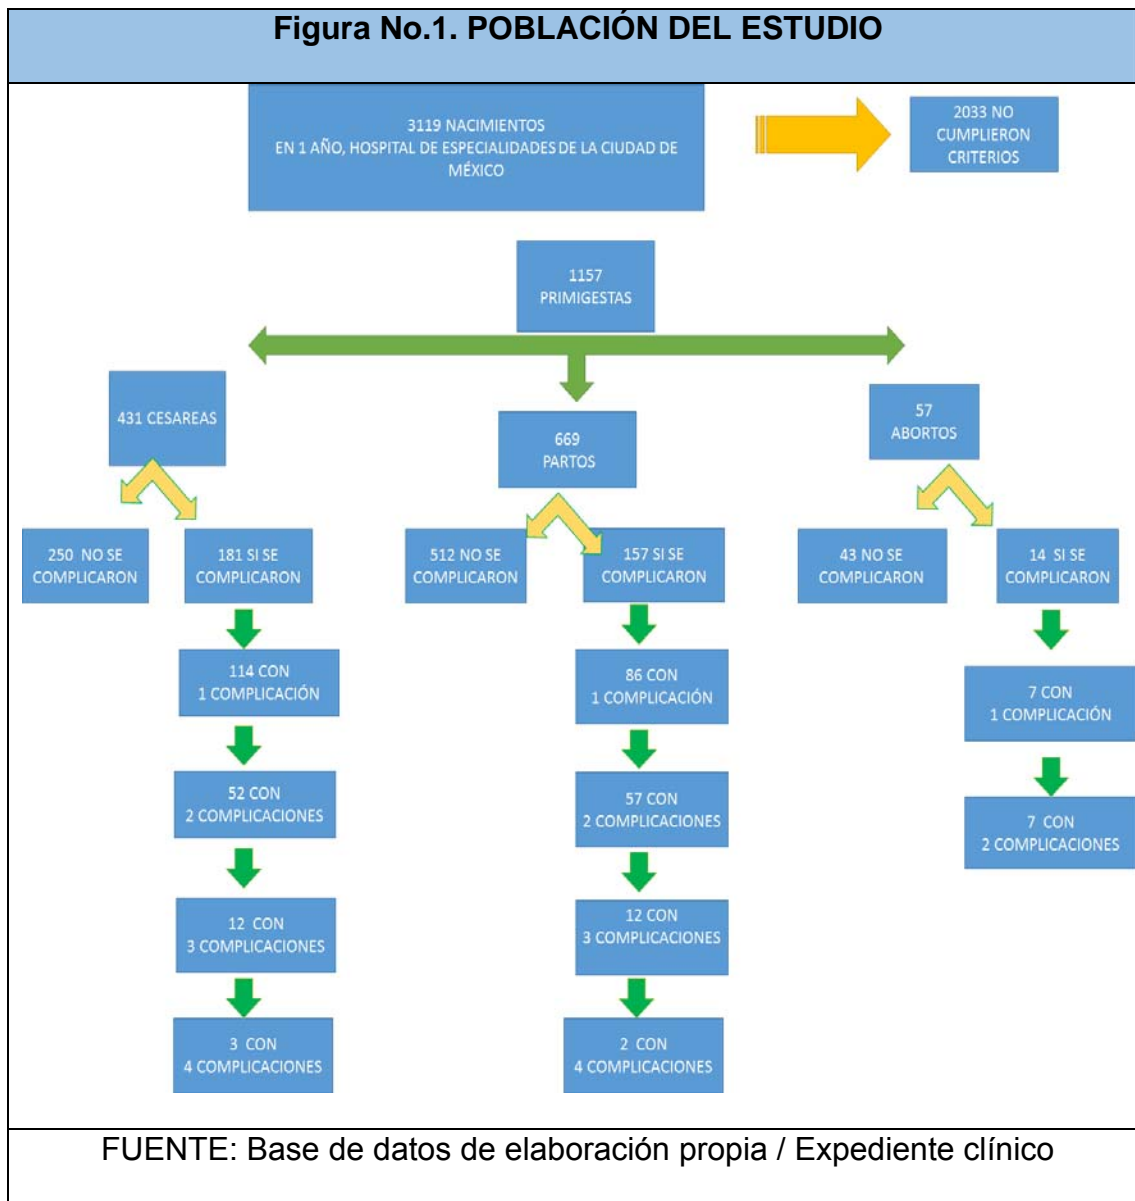 Figura No.1. POBLACIÓN DEL ESTUDIO
3119 NACIMIENTOS
EN 1 AÑO, HOSPITAL DE ESPECIALIDADES DE LA CIUDAD DE
MÉXICO
2033 NO
CUMPLIERON
CRITERIOS
1157
PRIMIGESTAS
431 CESAREAS
669
PARTOS
57
ABORTOS
250 NO SE
COMPLICARON
181 SI SE
COMPLICARON
512 NO SE
COMPLICARON
157 SI SE
COMPLICARON
43 NO SE
COMPLICARON
14 SI SE
COMPLICARON
114 CON
1 COMPLICACIÓN
86 CON
1 COMPLICACIÓN
7 CON
1 COMPLICACIÓN
52 CON
2 COMPLICACIONES
57 CON
2 COMPLICACIONES
7 CON
2 COMPLICACIONES
12 CON
3 COMPLICACIONES
12 CON
3 COMPLICACIONES
3 CON
4 COMPLICACIONES
2 CON
4 COMPLICACIONES
FUENTE: Base de datos de elaboración propia / Expediente clínico